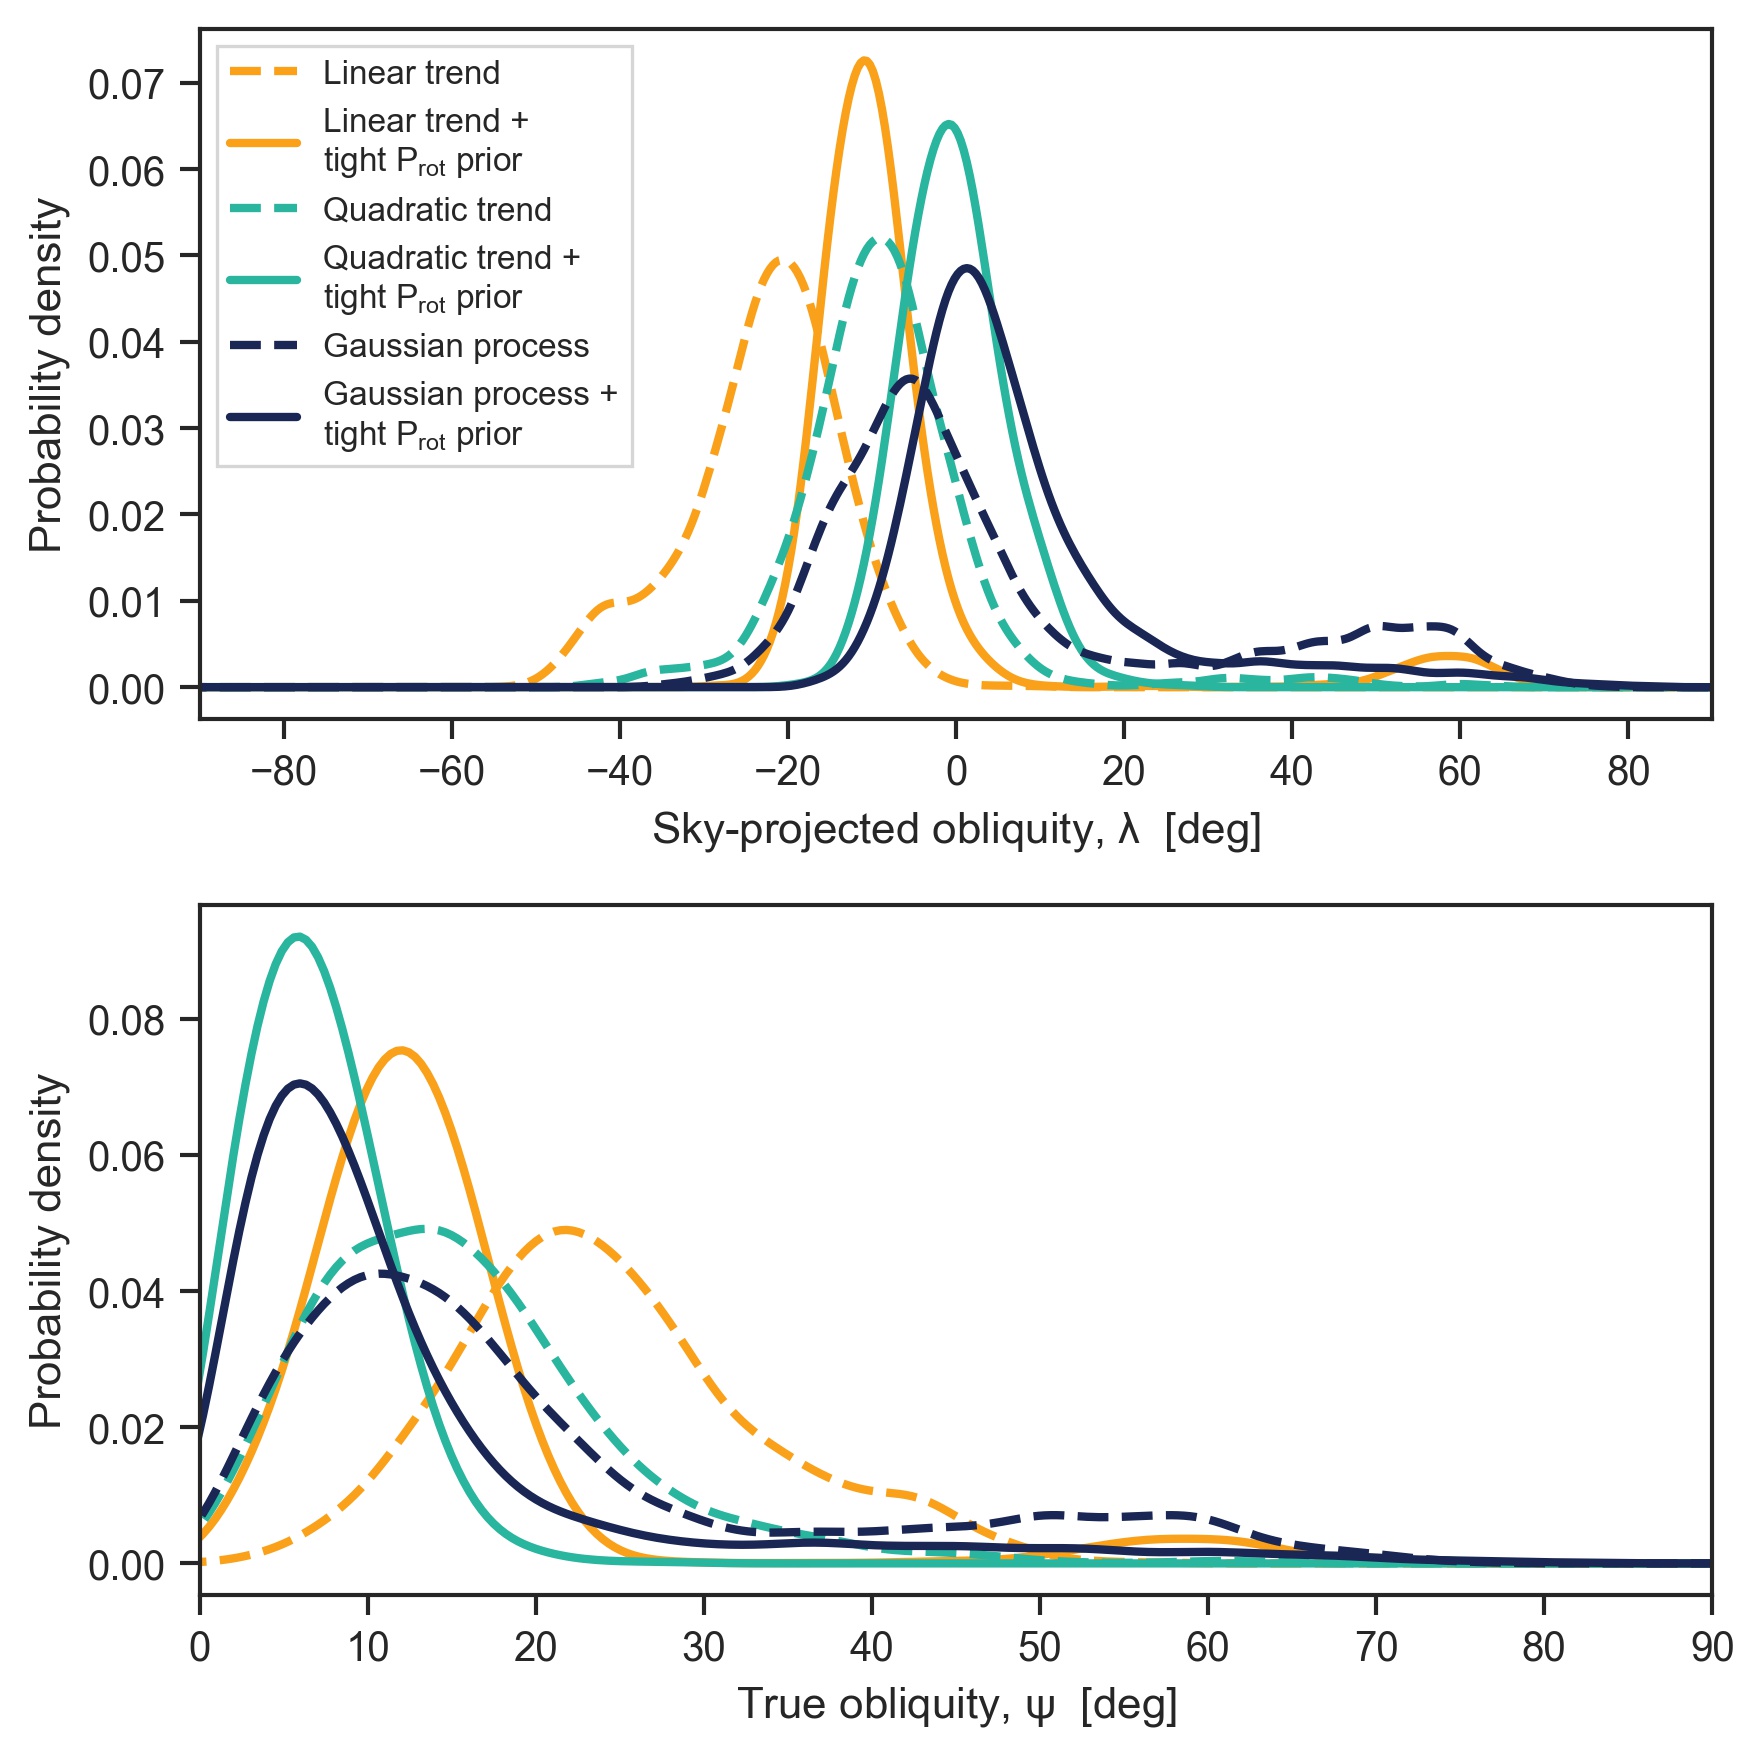 Probability density
0.07
0.06
0.05
0.04
0.03
0.02
0.01
0.00
Linear trend
Linear trend +
tight P_rot prior
Quadratic trend
Quadratic trend +
tight P_rot prior
Gaussian process
Gaussian process +
tight P_rot prior
−80 −60 −40 −20 0 20 40 60 80
Sky-projected obliquity, λ [deg]
Probability density
0.08
0.06
0.04
0.02
0.00
0 10 20 30 40 50 60 70 80 90
True obliquity, ψ [deg]